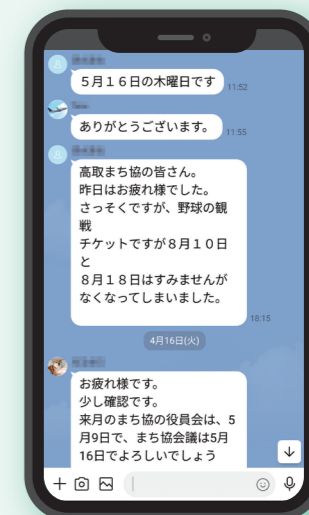 ５月１６日の木曜日です
11:52
ありがとうございます。
11:55
高取まち協の皆さん。
昨日はお疲れ様でした。
さっそくですが、野球の観
戦
チケットですが８月１０日
と
８月１８日はすみませんが
なくなってしまいました。
18:15
4月16日(火)
お疲れ様です。
少し確認です。
来月のまち協の役員会は、5
月9日で、まち協会議は5月
16日でよろしいでしょう